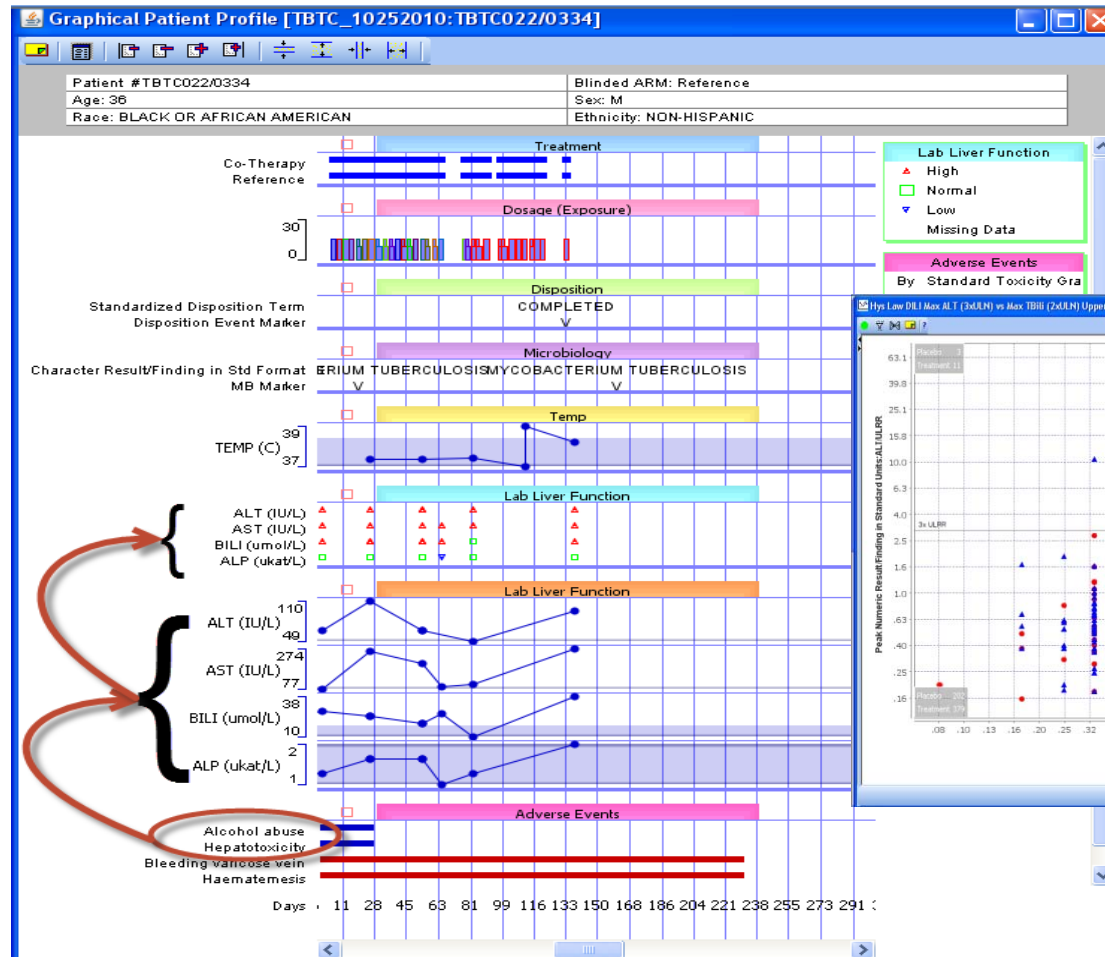 Graphical Patient Profile [TBTC_10252010:TBTC022/0334]
Patient #TBTC022/0334
Blinded ARM: Reference
Age: 36
Sex: M
Race: BLACK OR AFRICAN AMERICAN
Ethnicity: NON-HISPANIC
Treatment
Co-Therapy
Reference
Dosage (Exposure)
30
0
Disposition
Standardized Disposition Term
COMPLETED
Disposition Event Marker
V
Microbiology
Character Result/Finding in Std Format
ERIUM TUBERCULOSISMYCOBACTERIUM TUBERCULOSIS
MB Marker
V V
Temp
39
TEMP (C)
37
Lab Liver Function
ALT (IU/L)
AST (IU/L)
BILI (umol/L)
ALP (ukat/L)
Lab Liver Function
110
ALT (IU/L)
49
274
AST (IU/L)
77
38
BILI (umol/L)
10
2
ALP (ukat/L)
1
Adverse Events
Alcohol abuse
Hepatotoxicity
Bleeding varicose vein
Haematemesis
Days 11 28 45 63 81 99 116 133 150 168 186 204 221 238 255 273 291
Lab Liver Function
High
Normal
Low
Missing Data
Adverse Events
By Standard Toxicity Gra
Hys Law DILI Max ALT (3xULN) vs Max TBili (2xULN) Upper
Placebo 3
Treatment 11
63.1
39.8
25.1
15.8
10.0
6.3
4.0
3x ULRR
2.5
1.6
1.0
.63
.40
.25
.16
Peak Numeric Result/Finding in Standard Units:ALT/ULRR
Placebo 202
Treatment 379
.08 .10 .13 .16 .20 .25 .32